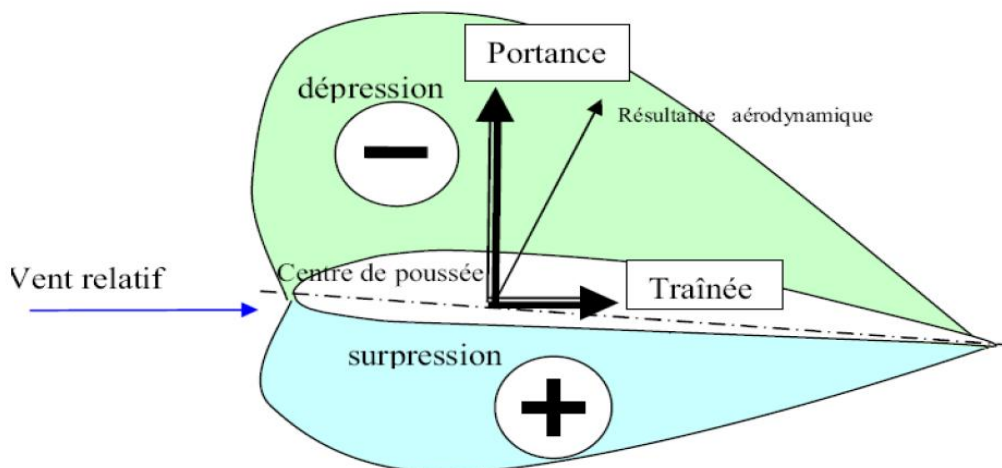 Portance
dépression
Résultante aérodynamique
Vent relatif
Centre de poussée
Traînée
surpression